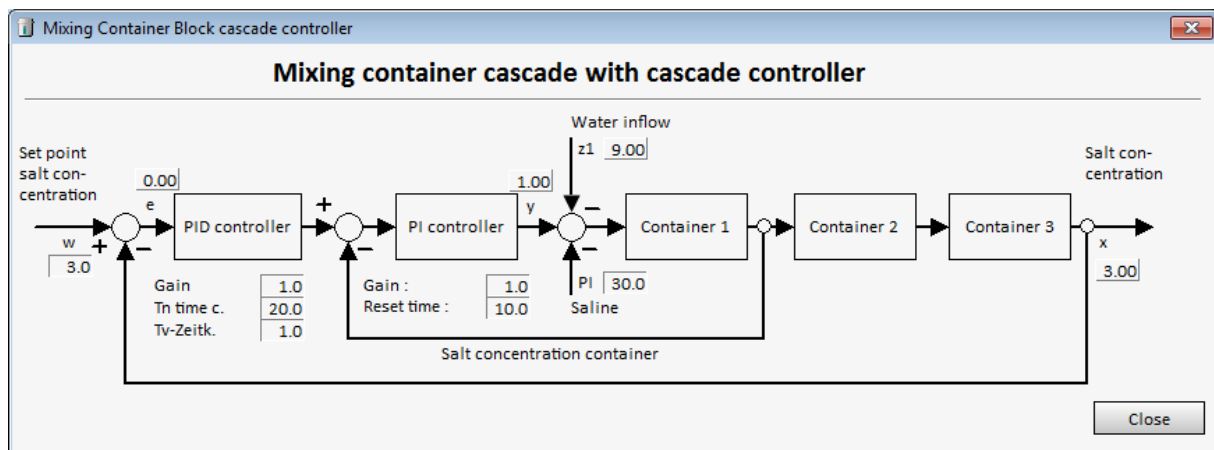 Mixing Container Block cascade controller
Mixing container cascade with cascade controller
Water inflow
z1 9.00
Set point
salt con-
centration
0.00
e
1.00
y
Salt con-
centration
+
−
PID controller
+
−
PI controller
−
−
Container 1
Container 2
Container 3
w
3.0
x
3.00
Gain 1.0
Tn time c. 20.0
Tv-Zeitk. 1.0
Gain : 1.0
Reset time : 10.0
PI 30.0
Saline
Salt concentration container
Close